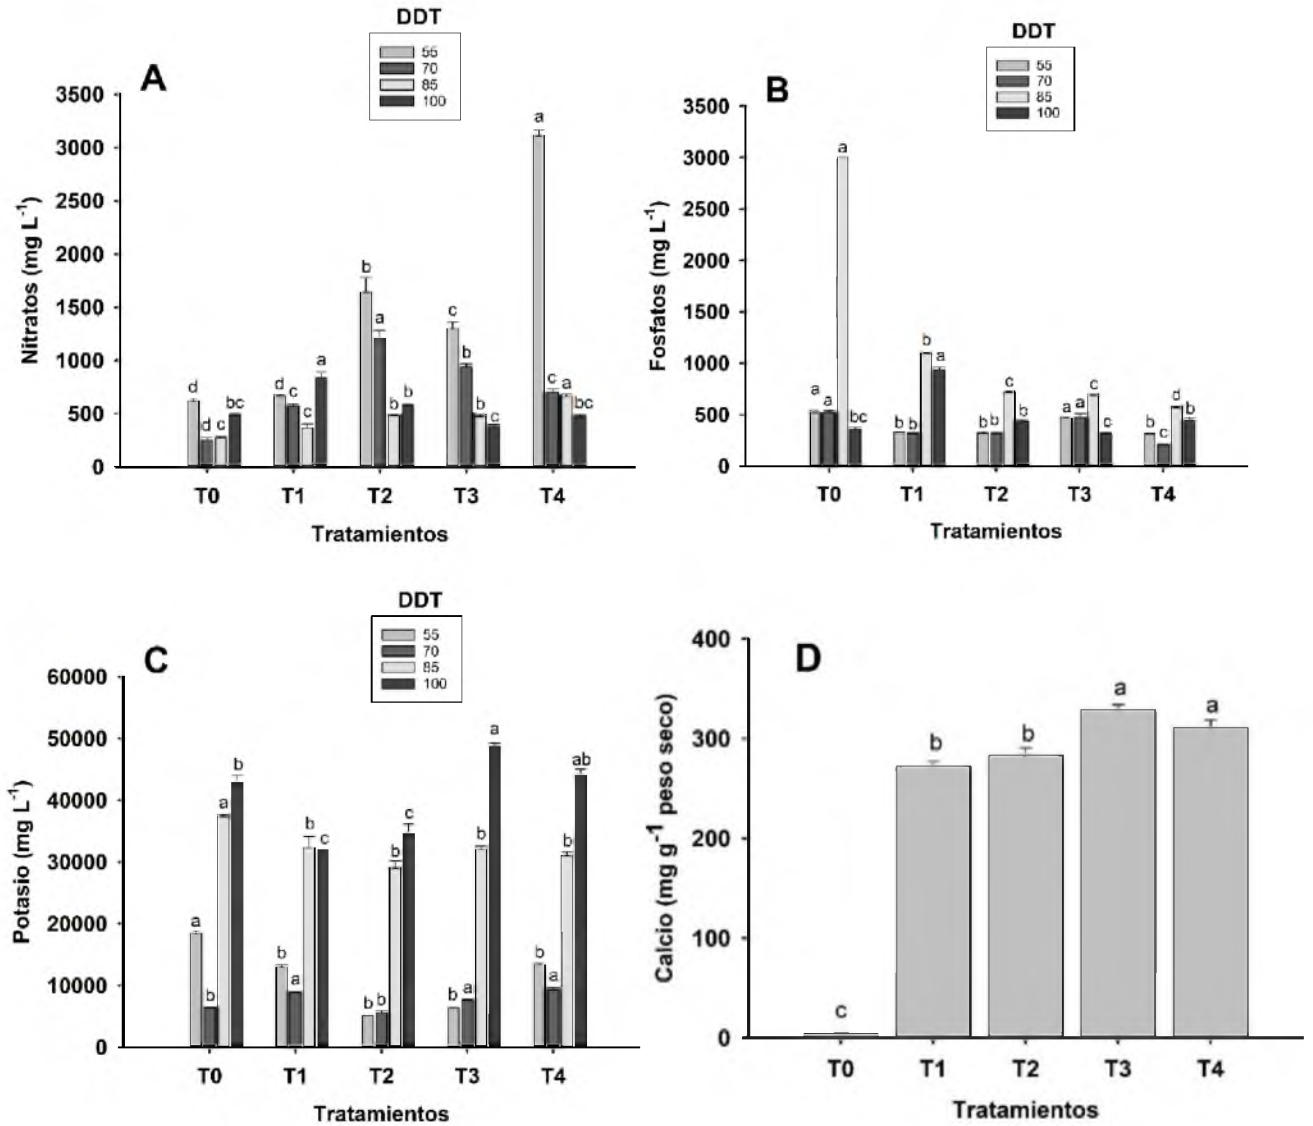 DDT
55
70
85
100
A
3500
3000
2500
2000
1500
1000
500
0
Nitratos (mg L-1)
d d c bc
d c c a
b a b b
c b b c
a c a bc
T0 T1 T2 T3 T4
Tratamientos
DDT
55
70
85
100
B
3500
3000
2500
2000
1500
1000
500
0
Fosfatos (mg L-1)
a a a bc
b b b a
b b c b
a a c c
b c d b
T0 T1 T2 T3 T4
Tratamientos
DDT
55
70
85
100
C
60000
50000
40000
30000
20000
10000
0
Potasio (mg L-1)
a b a b
b a b c
b b b c
b a b a
b a b ab
T0 T1 T2 T3 T4
Tratamientos
D
400
300
200
100
0
Calcio (mg g-1 peso seco)
c b b a a
T0 T1 T2 T3 T4
Tratamientos